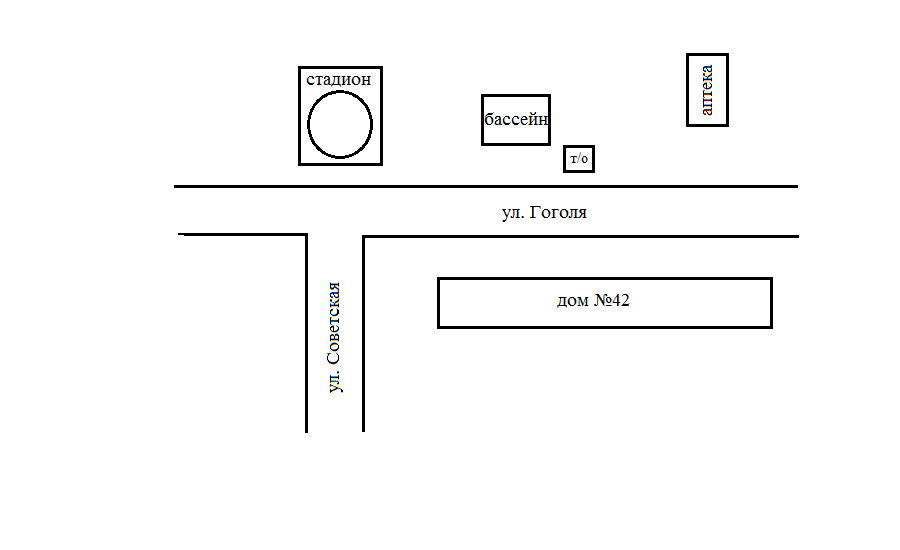 стадион
бассейн
аптека
т/о
ул. Гоголя
дом №42
ул. Советская